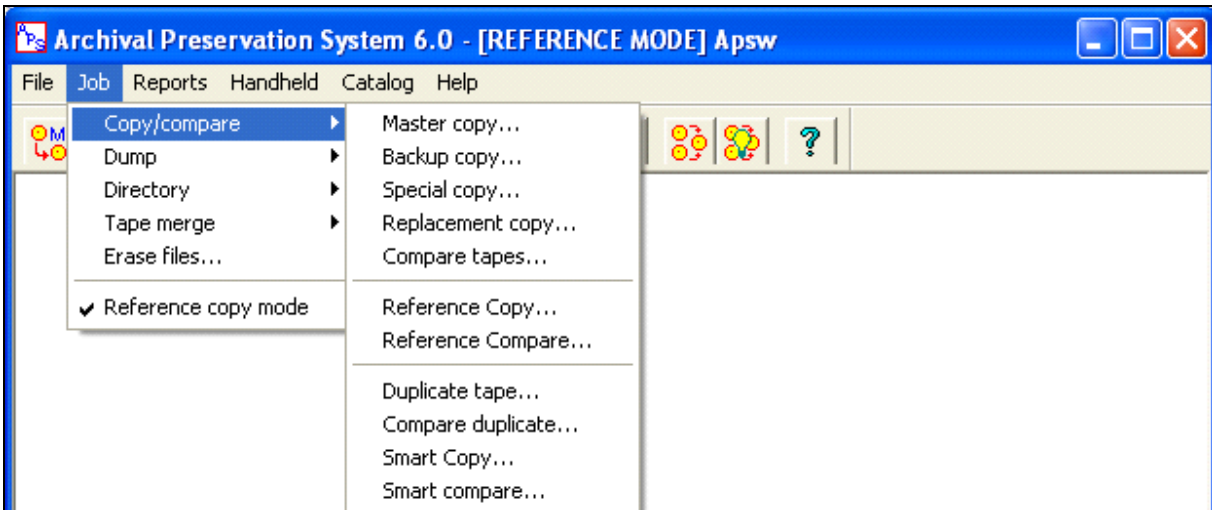 Archival Preservation System 6.0 - [REFERENCE MODE] Apsw
File Job Reports Handheld Catalog Help
Copy/compare
Dump
Directory
Tape merge
Erase files...
Reference copy mode
Master copy...
Backup copy...
Special copy...
Replacement copy...
Compare tapes...
Reference Copy...
Reference Compare...
Duplicate tape...
Compare duplicate...
Smart Copy...
Smart compare...
M
?